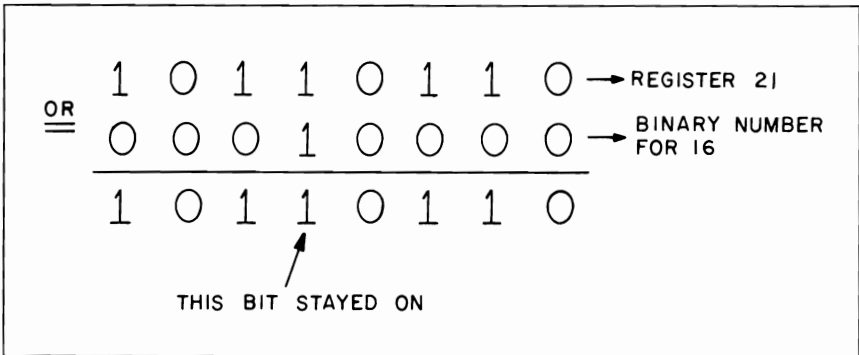 1 0 1 1 0 1 1 0 → REGISTER 21
OR
0 0 0 1 0 0 0 0 → BINARY NUMBER
FOR 16
1 0 1 1 0 1 1 0
THIS BIT STAYED ON